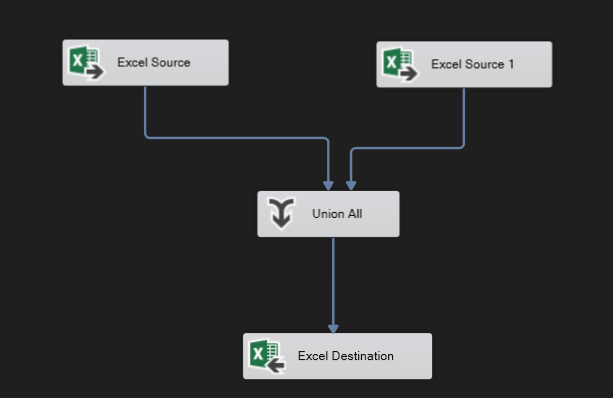 Excel Source
Excel Source 1
Union All
Excel Destination